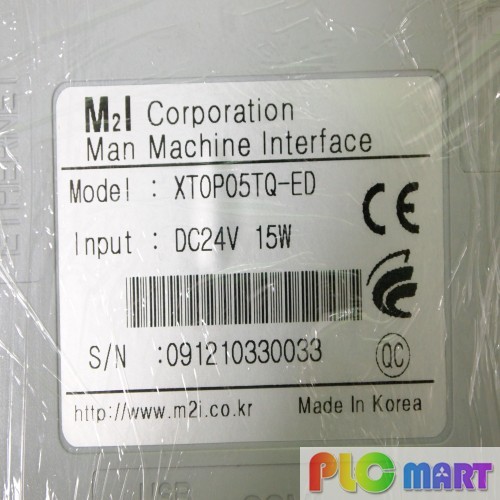 M2I Corporation
Man Machine Interface
Model : XTOP05TQ-ED
Input : DC24V 15W
CE
S/N :091210330033
QC
http://www.m2i.co.kr Made In Korea
PLC MART
ETHERNET